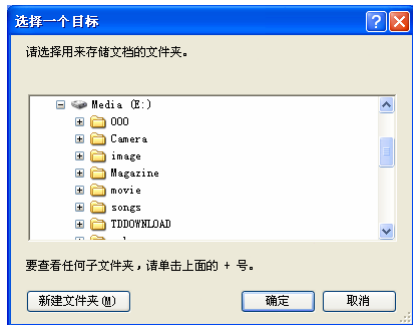 选择一个目标
请选择用来存储文档的文件夹。
Media (E:)
000
Camera
image
Magazine
movie
songs
TDDOWNLOAD
要查看任何子文件夹，请单击上面的 + 号。
新建文件夹(M)
确定
取消